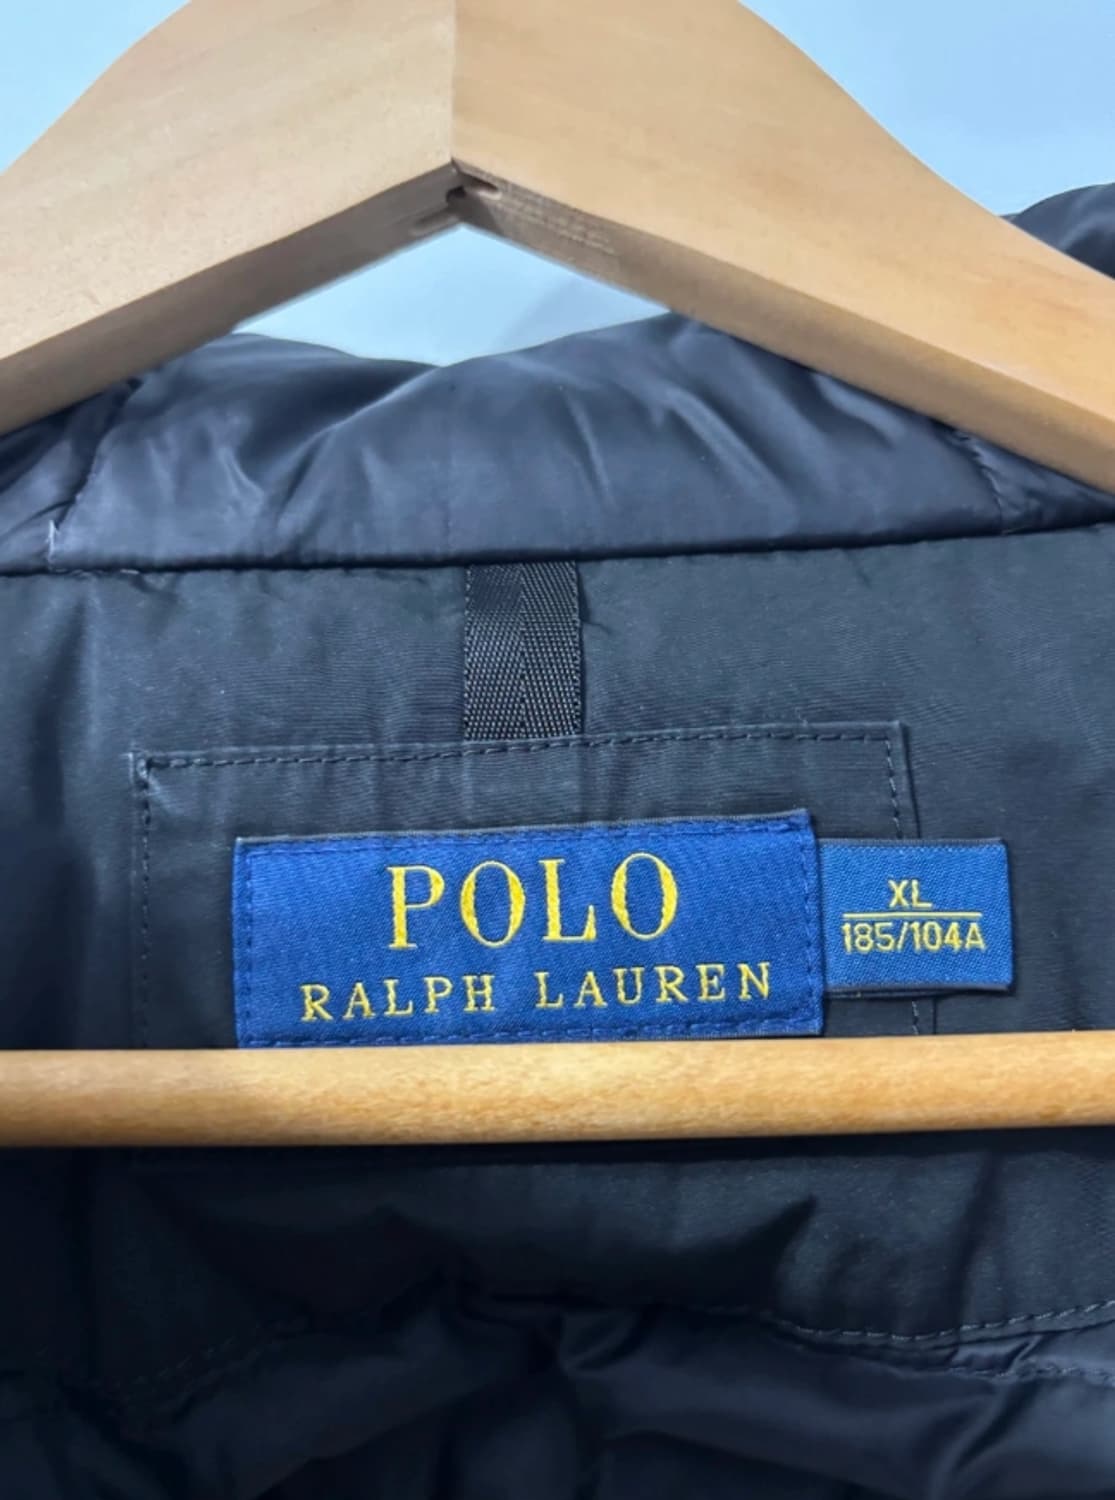 POLO
RALPH LAUREN
XL
185/104A